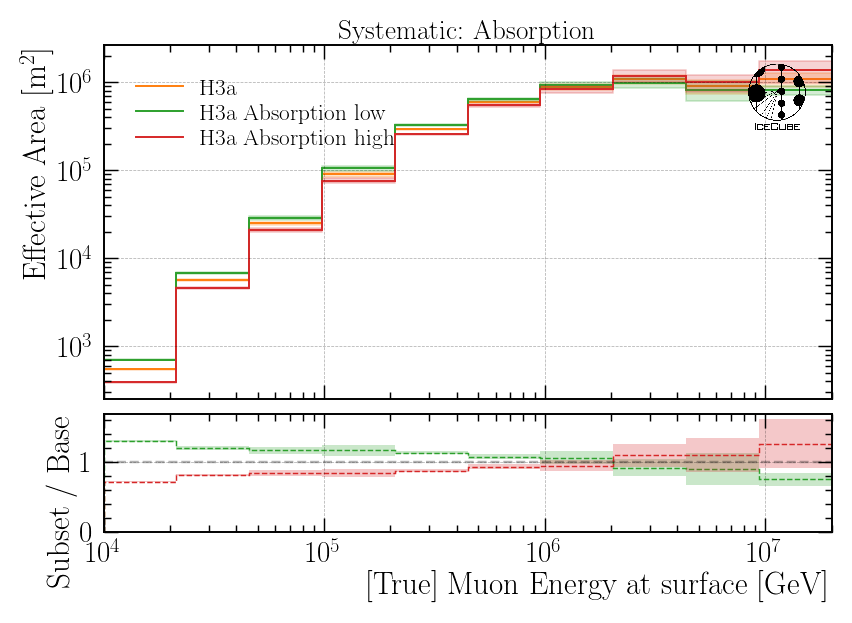 Systematic: Absorption
Effective Area [m²]
10⁶
10⁵
10⁴
10³
H3a
H3a Absorption low
H3a Absorption high
ICECUBE
Subset / Base
1
0
10⁴ 10⁵ 10⁶ 10⁷
[True] Muon Energy at surface [GeV]